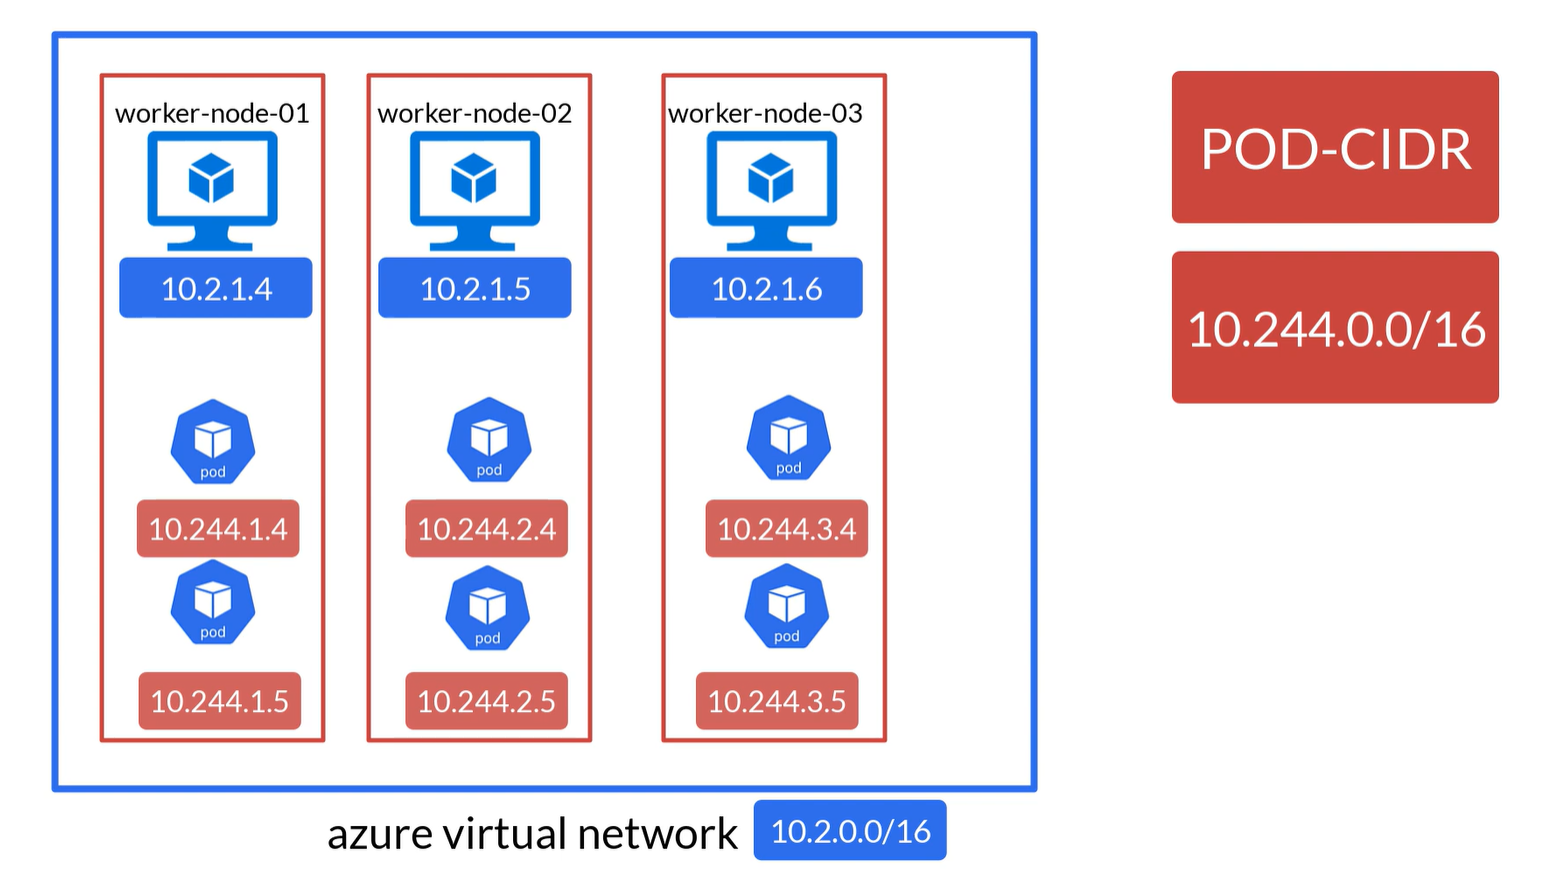 worker-node-01
10.2.1.4
pod
10.244.1.4
pod
10.244.1.5
worker-node-02
10.2.1.5
pod
10.244.2.4
pod
10.244.2.5
worker-node-03
10.2.1.6
pod
10.244.3.4
pod
10.244.3.5
azure virtual network
10.2.0.0/16
POD-CIDR
10.244.0.0/16